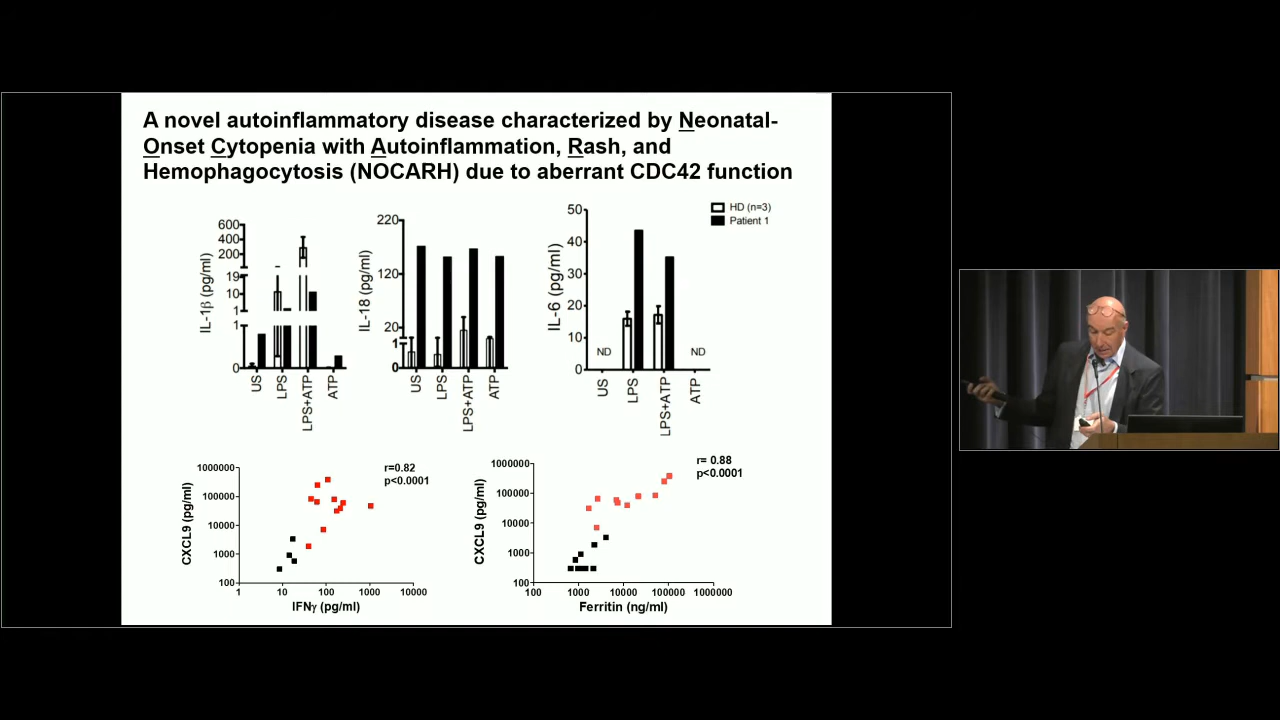 A novel autoinflammatory disease characterized by Neonatal-
Onset Cytopenia with Autoinflammation, Rash, and
Hemophagocytosis (NOCARH) due to aberrant CDC42 function
IL-1β (pg/ml)
600
400
200
19
10
1
1
0
US
LPS
LPS+ATP
ATP
IL-18 (pg/ml)
220
120
20
1
0
US
LPS
LPS+ATP
ATP
IL-6 (pg/ml)
50
40
30
20
10
0
ND
ND
US
LPS
LPS+ATP
ATP
HD (n=3)
Patient 1
CXCL9 (pg/ml)
1000000
100000
10000
1000
100
1
10
100
1000
10000
IFNγ (pg/ml)
r=0.82
p<0.0001
CXCL9 (pg/ml)
1000000
100000
10000
1000
100
100
1000
10000
100000
1000000
Ferritin (ng/ml)
r= 0.88
p<0.0001